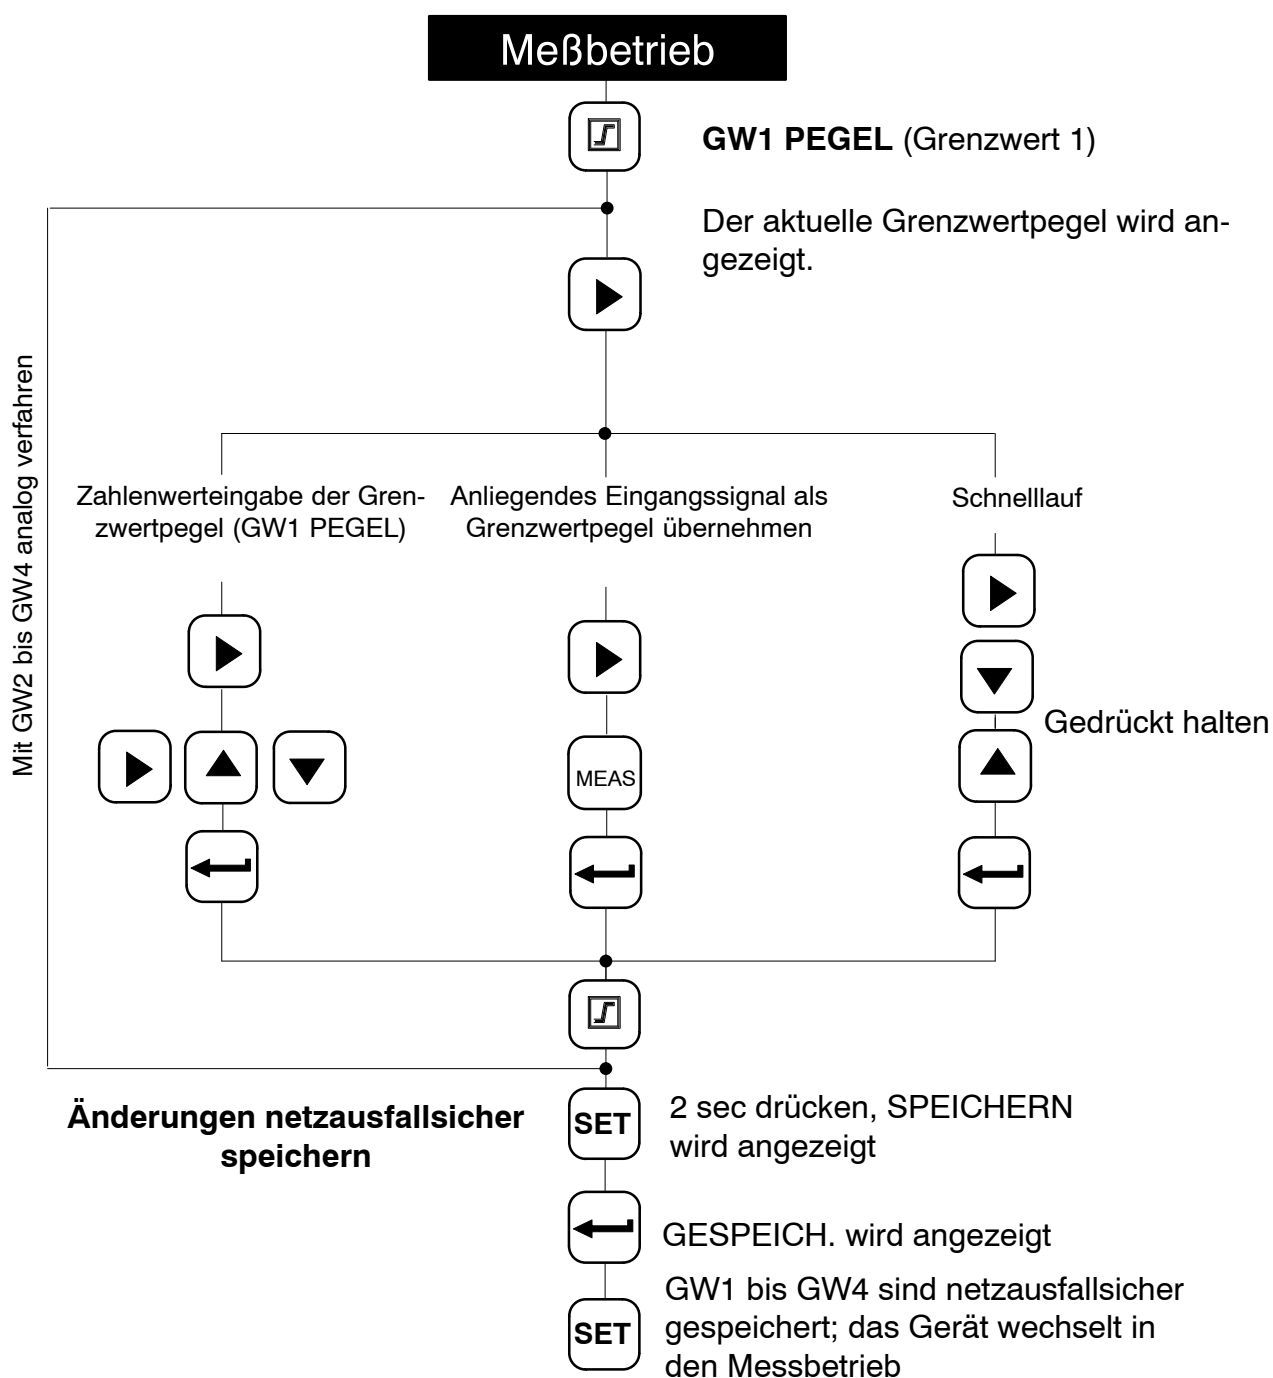 Meßbetrieb
GW1 PEGEL (Grenzwert 1)
Der aktuelle Grenzwertpegel wird an-
gezeigt.
Mit GW2 bis GW4 analog verfahren
Zahlenwerteingabe der Gren-
zwertpegel (GW1 PEGEL)
Anliegendes Eingangssignal als
Grenzwertpegel übernehmen
Schnelllauf
Gedrückt halten
MEAS
Änderungen netzausfallsicher
speichern
SET
2 sec drücken, SPEICHERN
wird angezeigt
GESPEICH. wird angezeigt
SET
GW1 bis GW4 sind netzausfallsicher
gespeichert; das Gerät wechselt in
den Messbetrieb